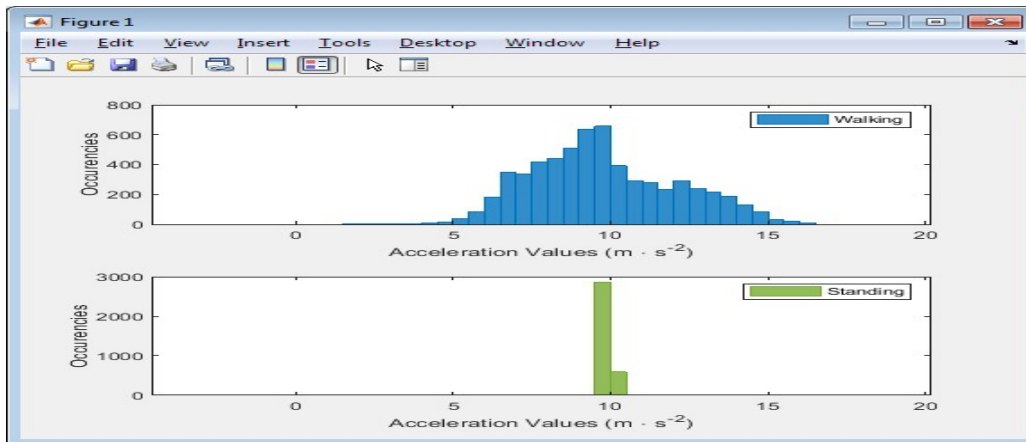 Figure 1
File Edit View Insert Tools Desktop Window Help
800
600
400
200
0
Occurencies
Walking
0 5 10 15 20
Acceleration Values (m · s⁻²)
3000
2000
1000
0
Occurencies
Standing
0 5 10 15 20
Acceleration Values (m · s⁻²)